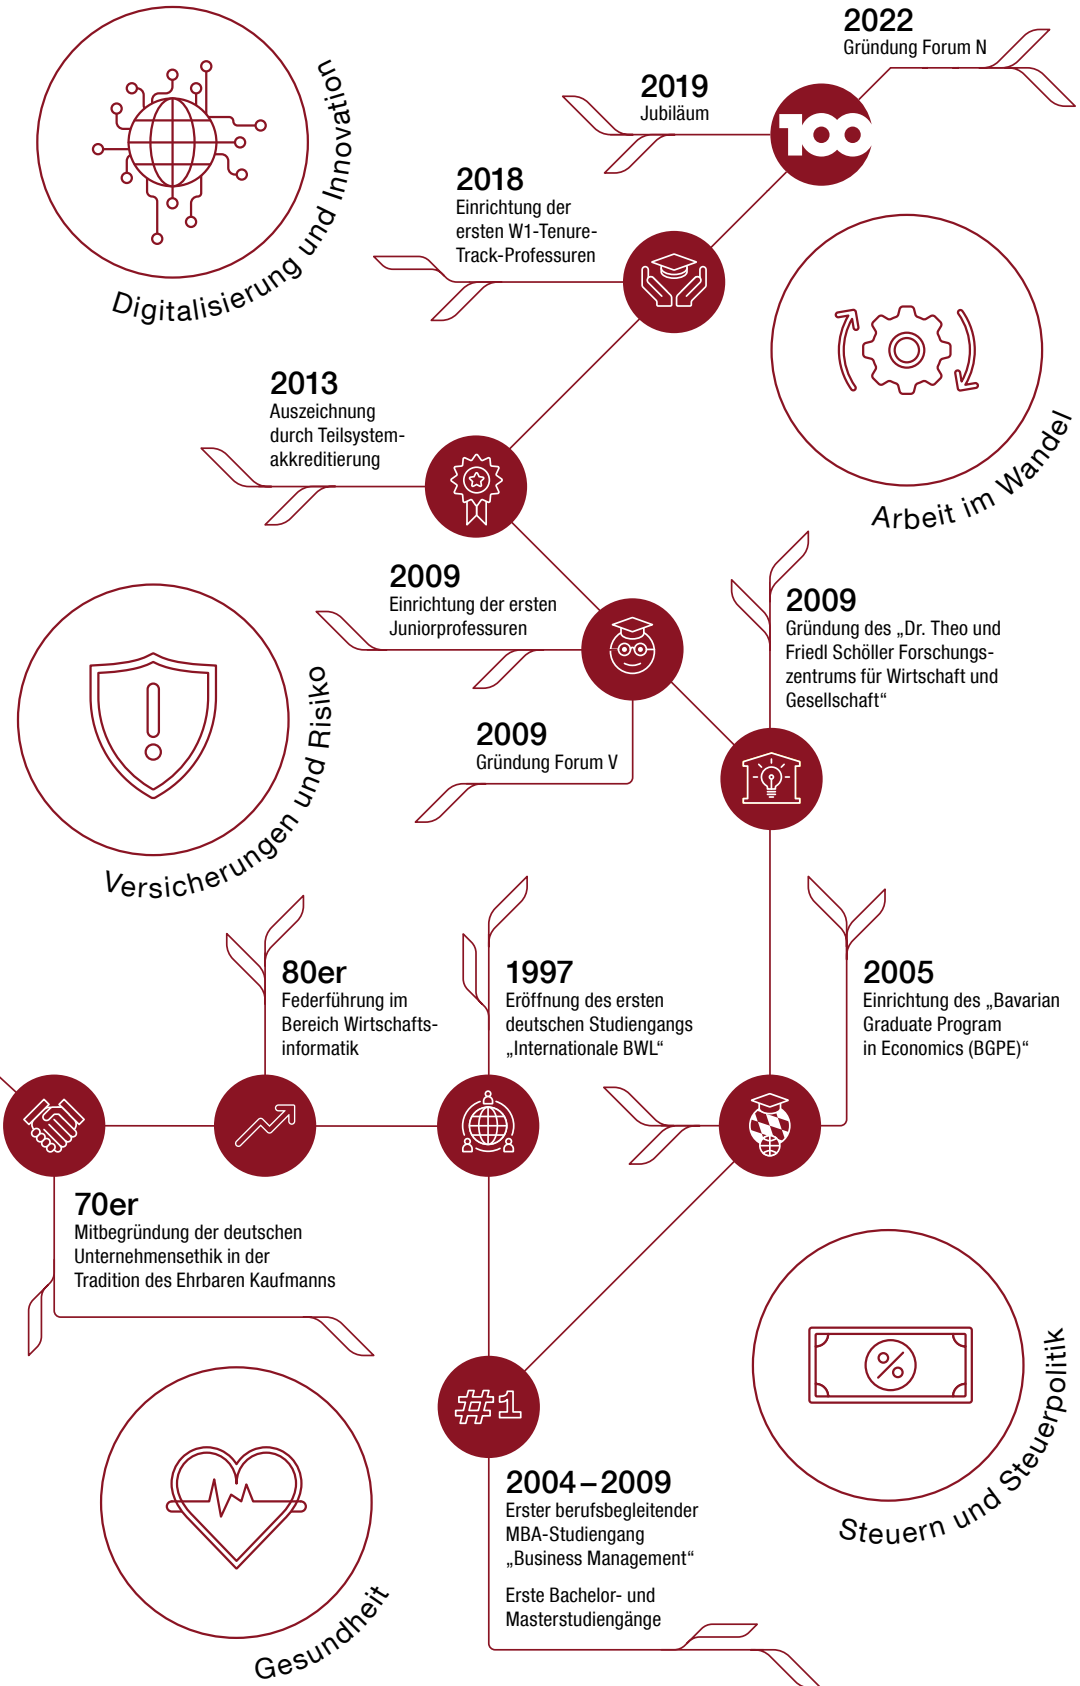 2022
Gründung Forum N
2019
Jubiläum
100
2018
Einrichtung der
ersten W1-Tenure-
Track-Professuren
Digitalisierung und Innovation
2013
Auszeichnung
durch Teilsystem-
akkreditierung
Arbeit im Wandel
2009
Einrichtung der ersten
Juniorprofessuren
2009
Gründung des „Dr. Theo und
Friedl Schöller Forschungs-
zentrums für Wirtschaft und
Gesellschaft“
2009
Gründung Forum V
Versicherungen und Risiko
80er
Federführung im
Bereich Wirtschafts-
informatik
1997
Eröffnung des ersten
deutschen Studiengangs
„Internationale BWL“
2005
Einrichtung des „Bavarian
Graduate Program
in Economics (BGPE)“
70er
Mitbegründung der deutschen
Unternehmensethik in der
Tradition des Ehrbaren Kaufmanns
%
#1
2004–2009
Erster berufsbegleitender
MBA-Studiengang
„Business Management“
Erste Bachelor- und
Masterstudiengänge
Steuern und Steuerpolitik
Gesundheit